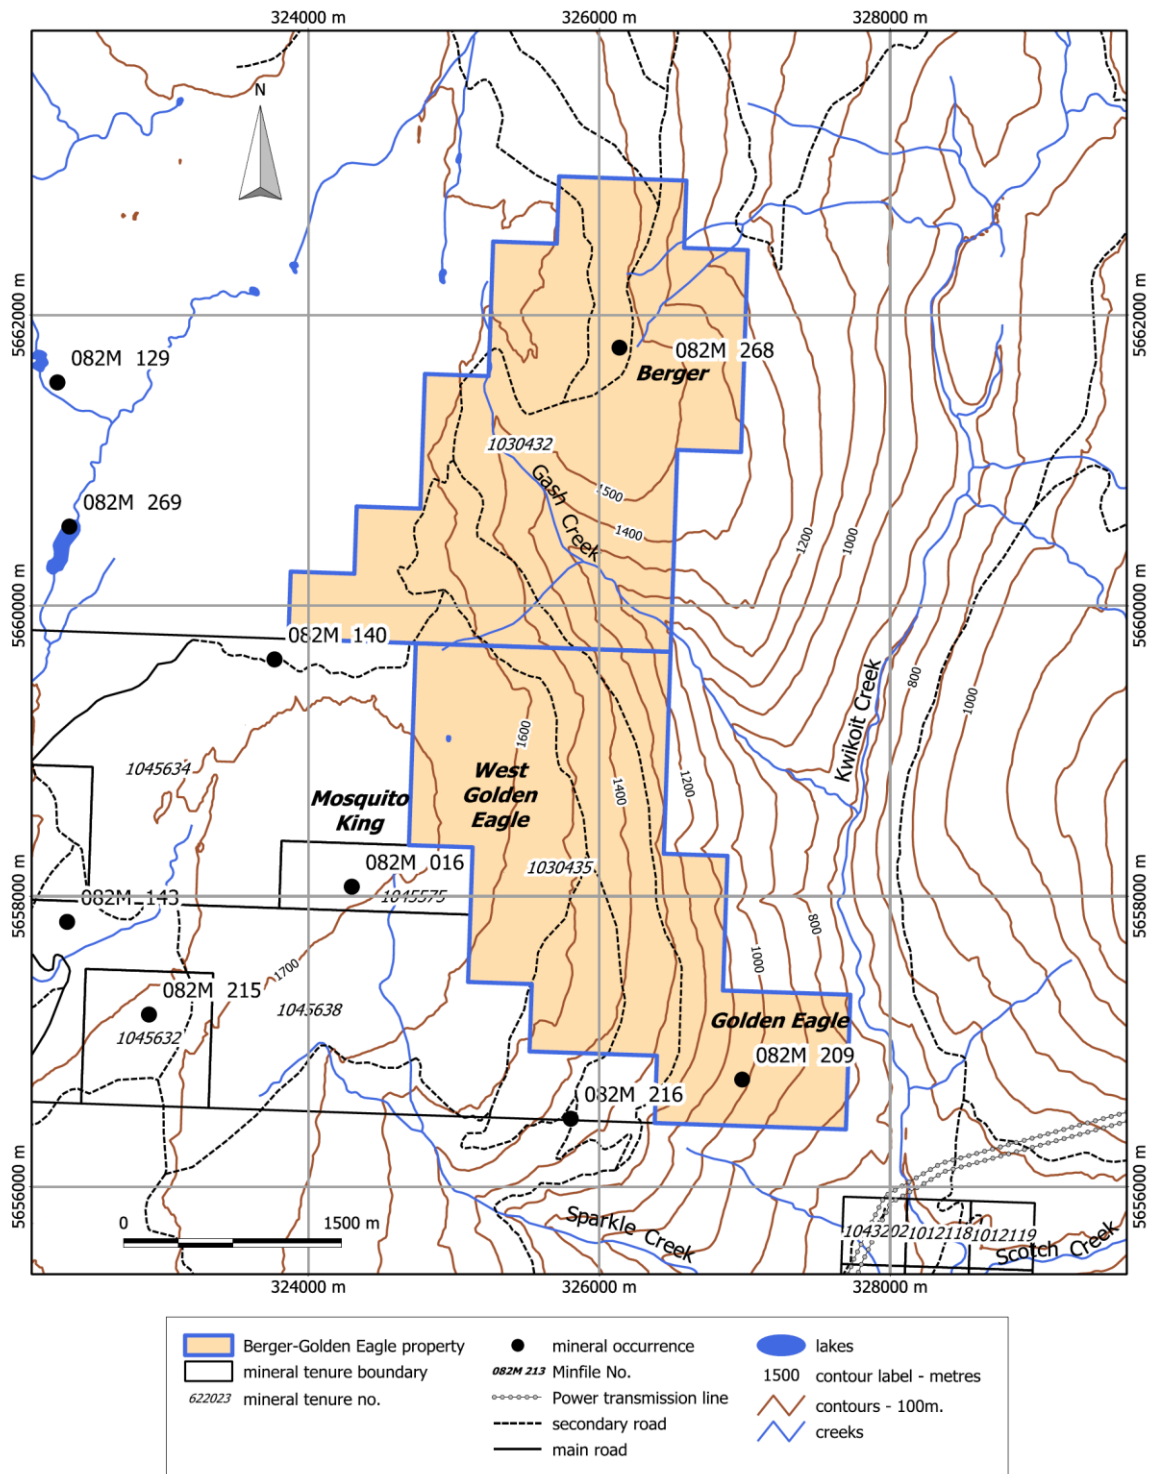 324000 m 326000 m 328000 m
N
5662000 m
5662000 m
082M 129
082M 268
Berger
1030432
082M 269
Gash Creek
1500
1400
1200
1000
5660000 m
5660000 m
082M 140
Kwikoit Creek
800
1000
1600
1400
1200
1045634
West
Golden
Eagle
Mosquito
King
082M 016
1045575
1030435
082M 143
5658000 m
5658000 m
800
1000
1700
082M 215
1045638
1045632
Golden Eagle
082M 209
082M 216
5656000 m
5656000 m
0 1500 m
Sparkle Creek
1043202 1012118 1012119
Scotch Creek
324000 m 326000 m 328000 m
Berger-Golden Eagle property
mineral tenure boundary
622023 mineral tenure no.
mineral occurrence
082M 213 Minfile No.
Power transmission line
secondary road
main road
lakes
1500 contour label - metres
contours - 100m.
creeks